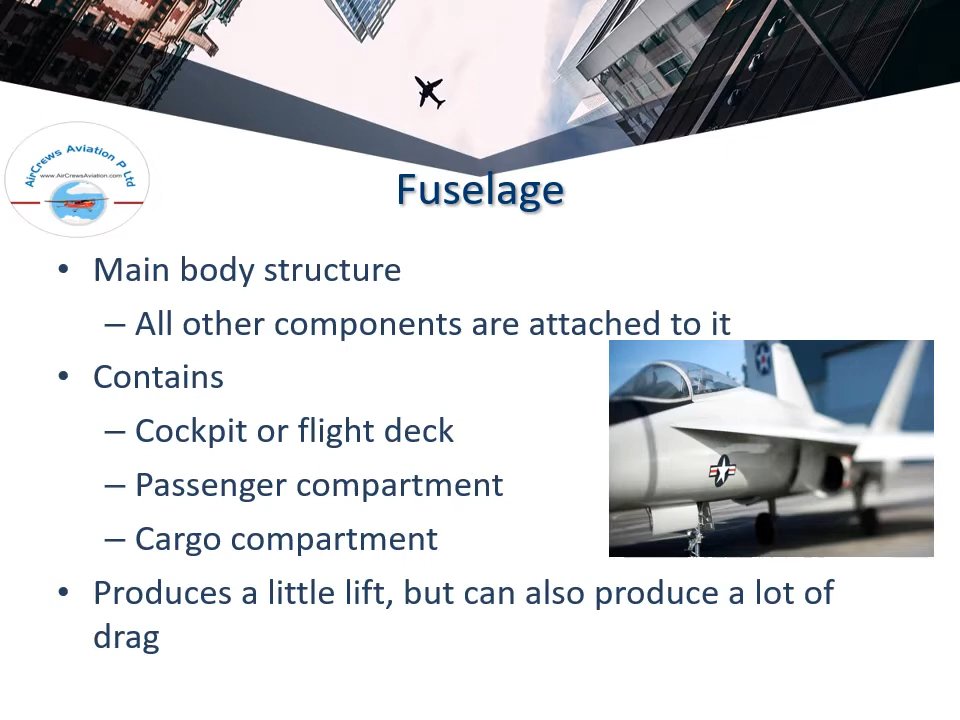 AirCrews Aviation P Ltd
www.AirCrewsAviation.com
Fuselage
• Main body structure
– All other components are attached to it
• Contains
– Cockpit or flight deck
– Passenger compartment
– Cargo compartment
• Produces a little lift, but can also produce a lot of
drag